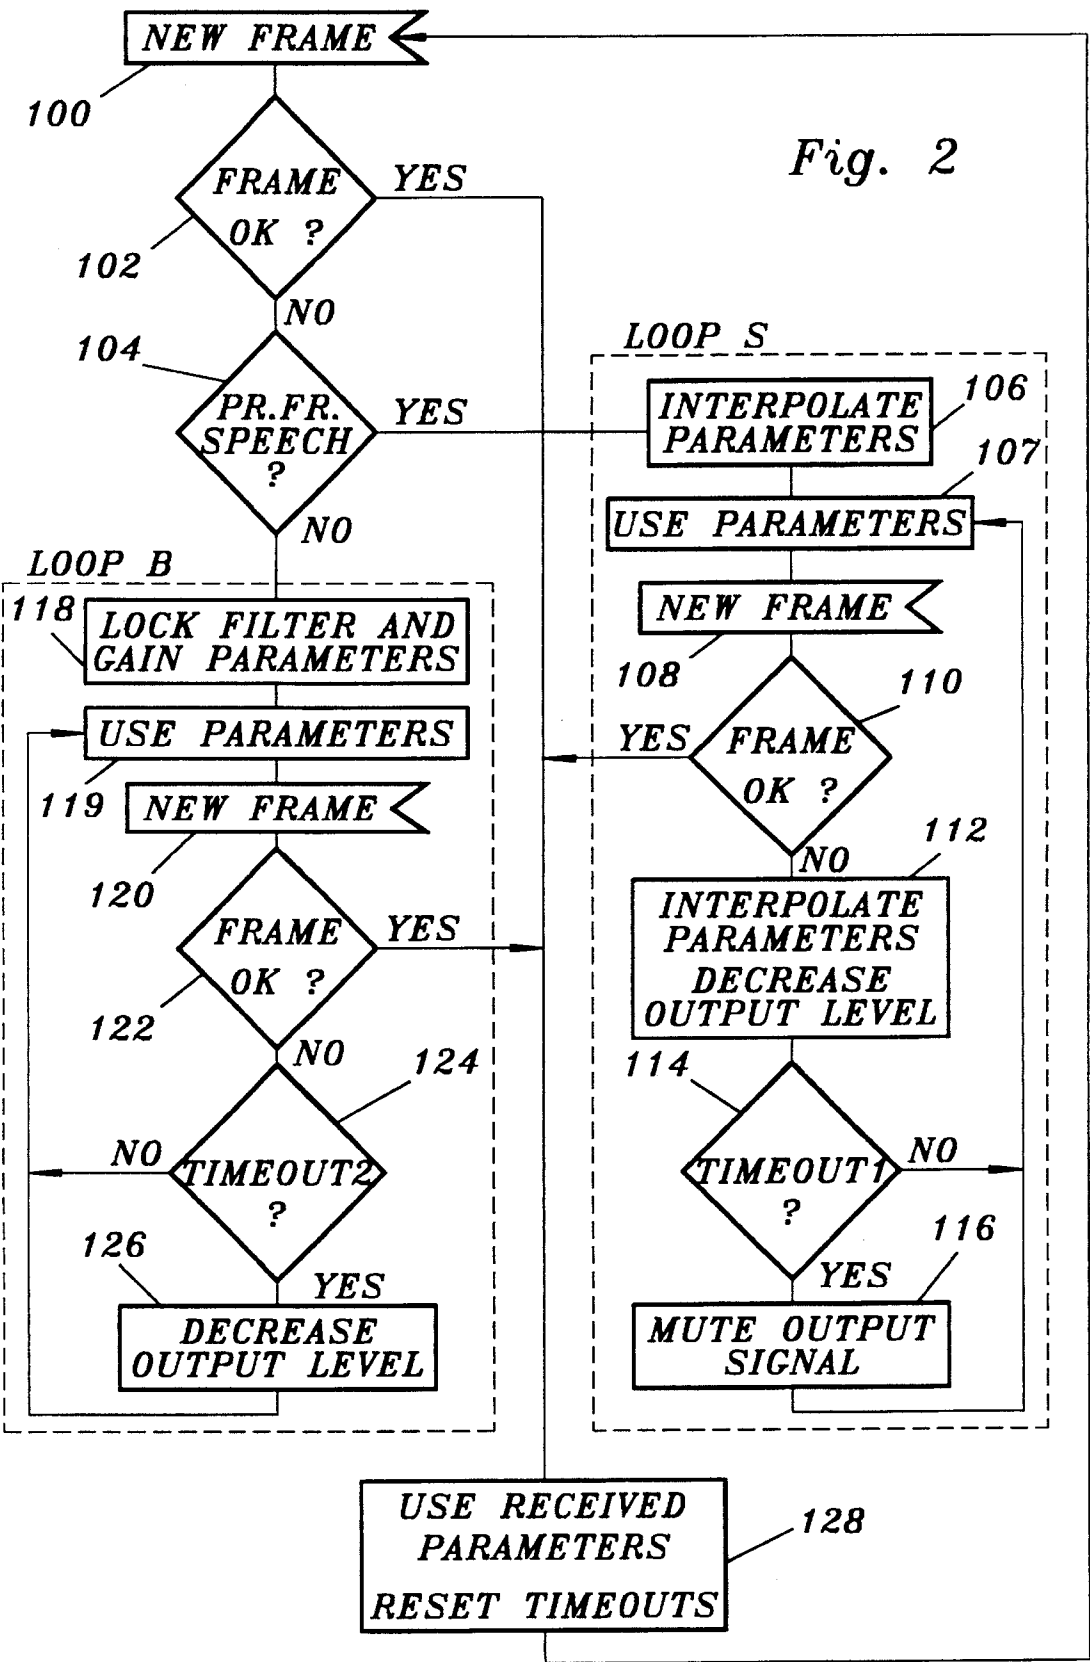 NEW FRAME
100
Fig. 2
FRAME
OK ?
YES
102
NO
104
PR.FR.
SPEECH
?
YES
NO
LOOP S
INTERPOLATE
PARAMETERS
106
107
USE PARAMETERS
NEW FRAME
108
110
FRAME
OK ?
YES
NO
112
INTERPOLATE
PARAMETERS
DECREASE
OUTPUT LEVEL
114
TIMEOUT1
?
NO
YES
116
MUTE OUTPUT
SIGNAL
LOOP B
118
LOCK FILTER AND
GAIN PARAMETERS
USE PARAMETERS
119
NEW FRAME
120
FRAME
OK ?
YES
122
NO
124
TIMEOUT2
?
NO
126
YES
DECREASE
OUTPUT LEVEL
USE RECEIVED
PARAMETERS
RESET TIMEOUTS
128